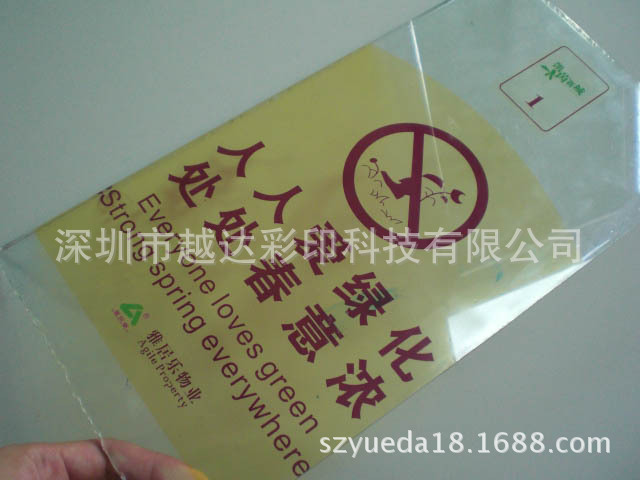 1
人人爱绿化
处处春意浓
Everyone loves green
Strong spring everywhere
雅居乐物业
Agile Property
深圳市越达彩印科技有限公司
szyueda18.1688.com